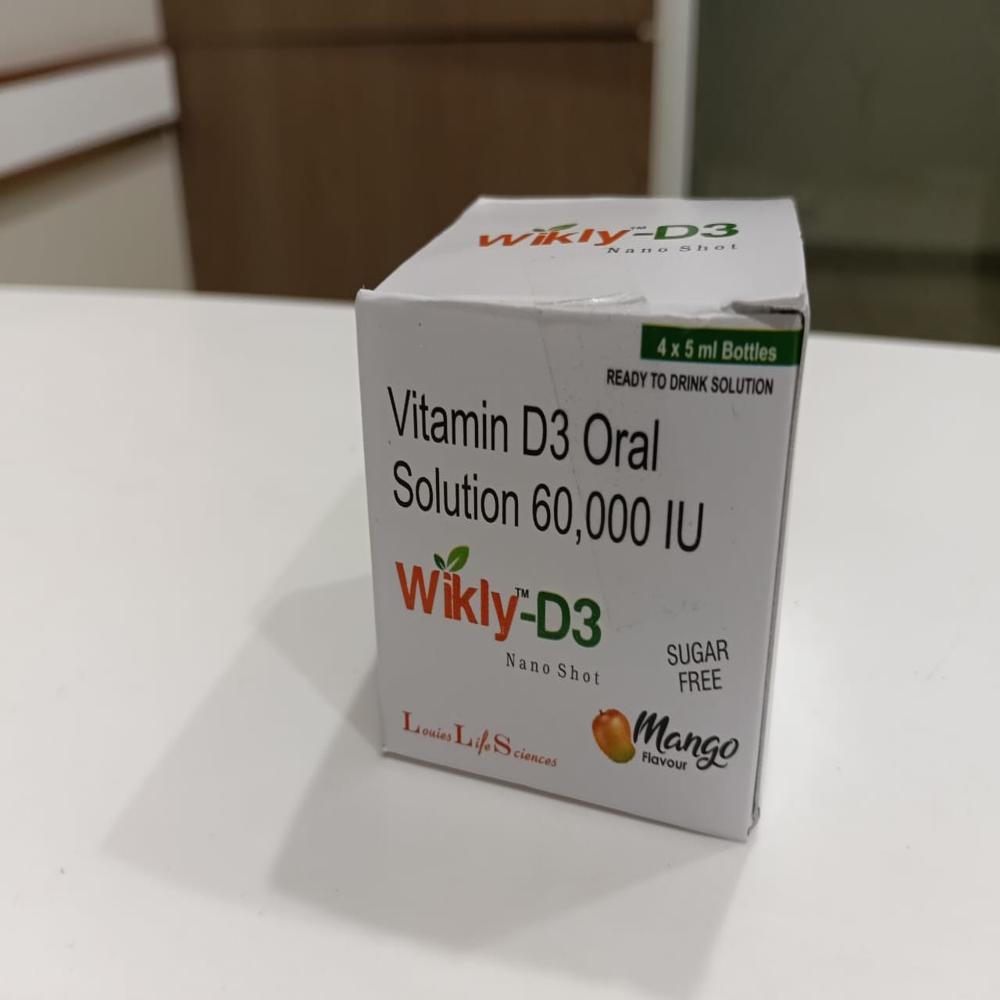 Wikly™-D3
Nano Shot
4 x 5 ml Bottles
READY TO DRINK SOLUTION
Vitamin D3 Oral
Solution 60,000 IU
Wikly™-D3
Nano Shot
SUGAR
FREE
Louies Life Sciences
Mango
Flavour